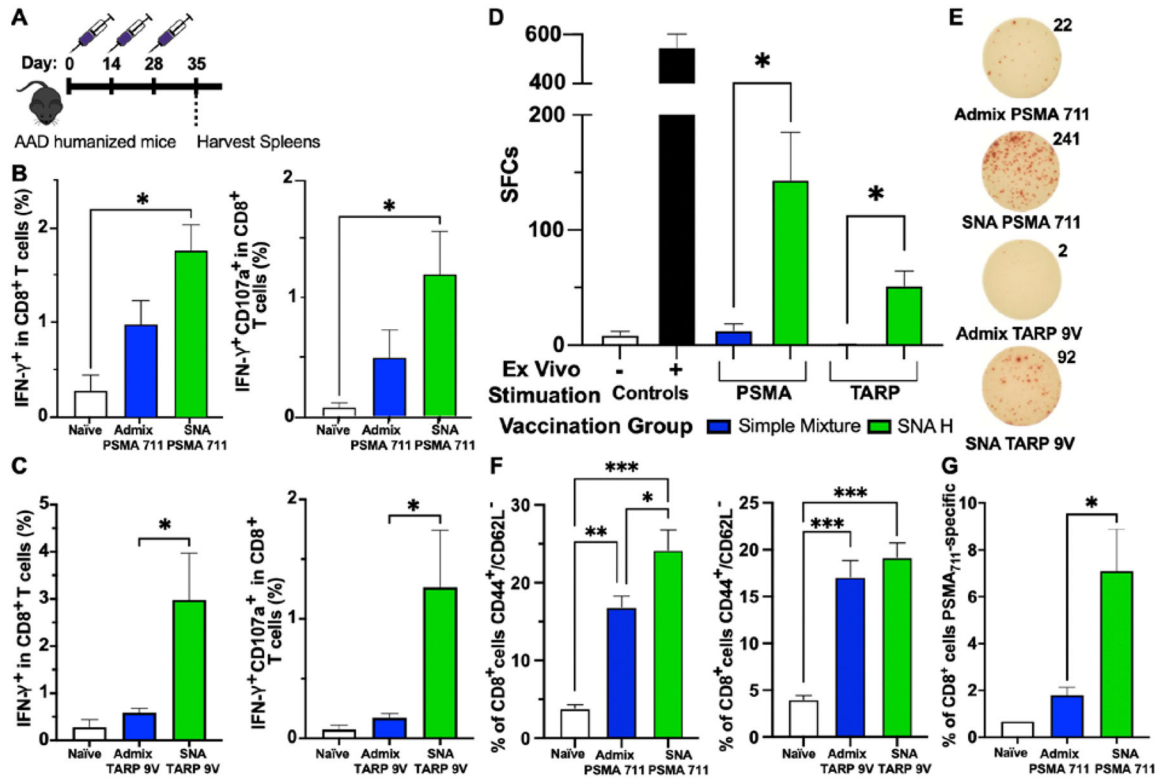 A
Day: 0 14 28 35
AAD humanized mice
Harvest Spleens
B
IFN-γ⁺ in CD8⁺ T cells (%)
2
1
0
Naïve
Admix
PSMA 711
SNA
PSMA 711
*
IFN-γ⁺CD107a⁺ in CD8⁺
T cells (%)
2
1
0
Naïve
Admix
PSMA 711
SNA
PSMA 711
*
C
IFN-γ⁺ in CD8⁺ T cells (%)
5
4
3
2
1
0
Naïve
Admix
TARP 9V
SNA
TARP 9V
*
IFN-γ⁺CD107a⁺ in CD8⁺
T cells (%)
2
1
0
Naïve
Admix
TARP 9V
SNA
TARP 9V
*
D
SFCs
600
500
200
100
0
*
*
Ex Vivo
Stimuation
- +
Controls
PSMA
TARP
Vaccination Group
Simple Mixture
SNA H
E
22
Admix PSMA 711
241
SNA PSMA 711
2
Admix TARP 9V
92
SNA TARP 9V
F
% of CD8⁺cells CD44⁺/CD62L⁻
30
20
10
0
Naïve
Admix
PSMA 711
SNA
PSMA 711
***
**
*
% of CD8⁺cells CD44⁺/CD62L⁻
25
20
15
10
5
0
Naïve
Admix
TARP 9V
SNA
TARP 9V
***
***
G
% of CD8⁺ cells PSMA₇₁₁-specific
10
8
6
4
2
0
Naïve
Admix
PSMA 711
SNA
PSMA 711
*